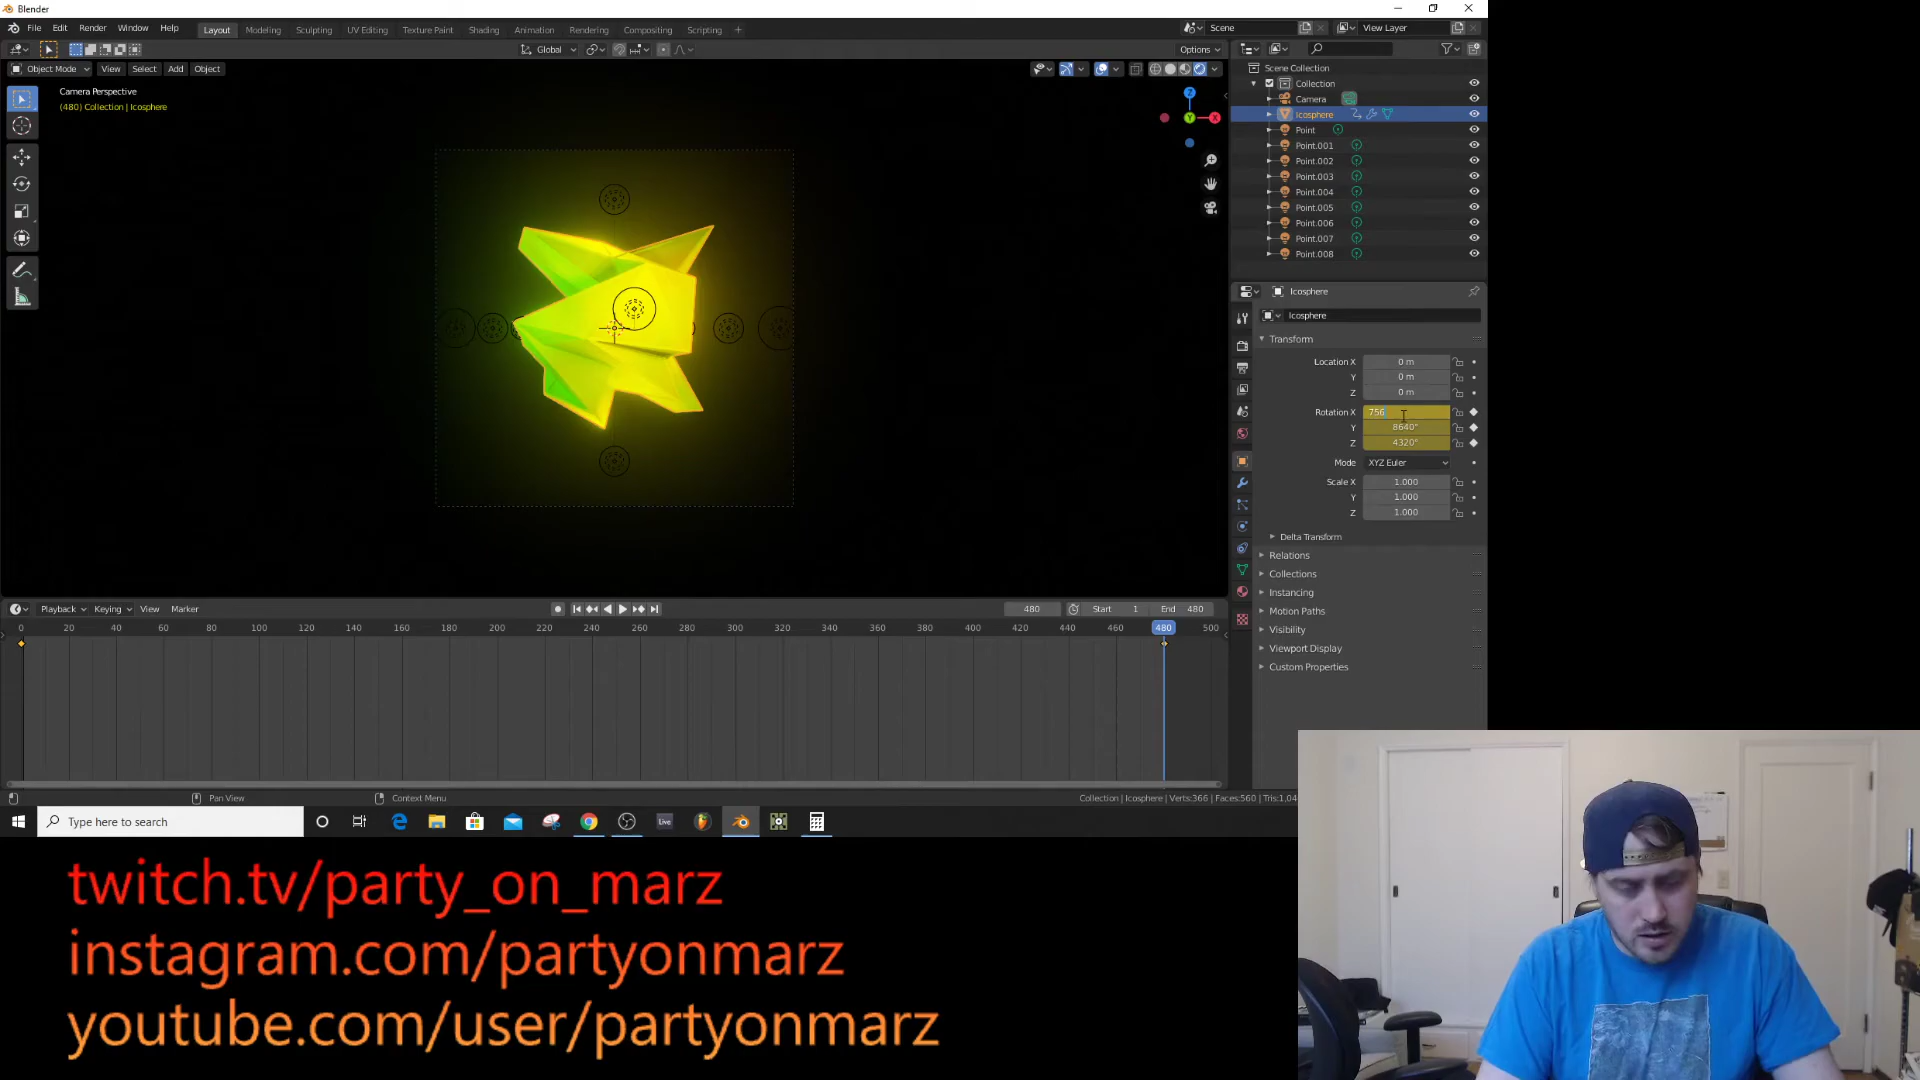 Blender
File Edit Render Window Help Layout Modeling Sculpting UV Editing Texture Paint Shading Animation Rendering Compositing Scripting + Scene View Layer
Global Options
Object Mode View Select Add Object
Camera Perspective
(480) Collection | Icosphere
Z
Y
X
Scene Collection
Collection
Camera
Icosphere
Point
Point.001
Point.002
Point.003
Point.004
Point.005
Point.006
Point.007
Point.008
Icosphere
Icosphere
Transform
Location X 0 m
Y 0 m
Z 0 m
Rotation X 756
Y 8640°
Z 4320°
Mode XYZ Euler
Scale X 1.000
Y 1.000
Z 1.000
Delta Transform
Relations
Collections
Instancing
Motion Paths
Visibility
Viewport Display
Custom Properties
Playback Keying View Marker 480 Start 1 End 480
0 20 40 60 80 100 120 140 160 180 200 220 240 260 280 300 320 340 360 380 400 420 440 460 480 500
Pan View Context Menu Collection | Icosphere | Verts:366 | Faces:560 | Tris:1,04
Type here to search
Live
twitch.tv/party_on_marz
instagram.com/partyonmarz
youtube.com/user/partyonmarz